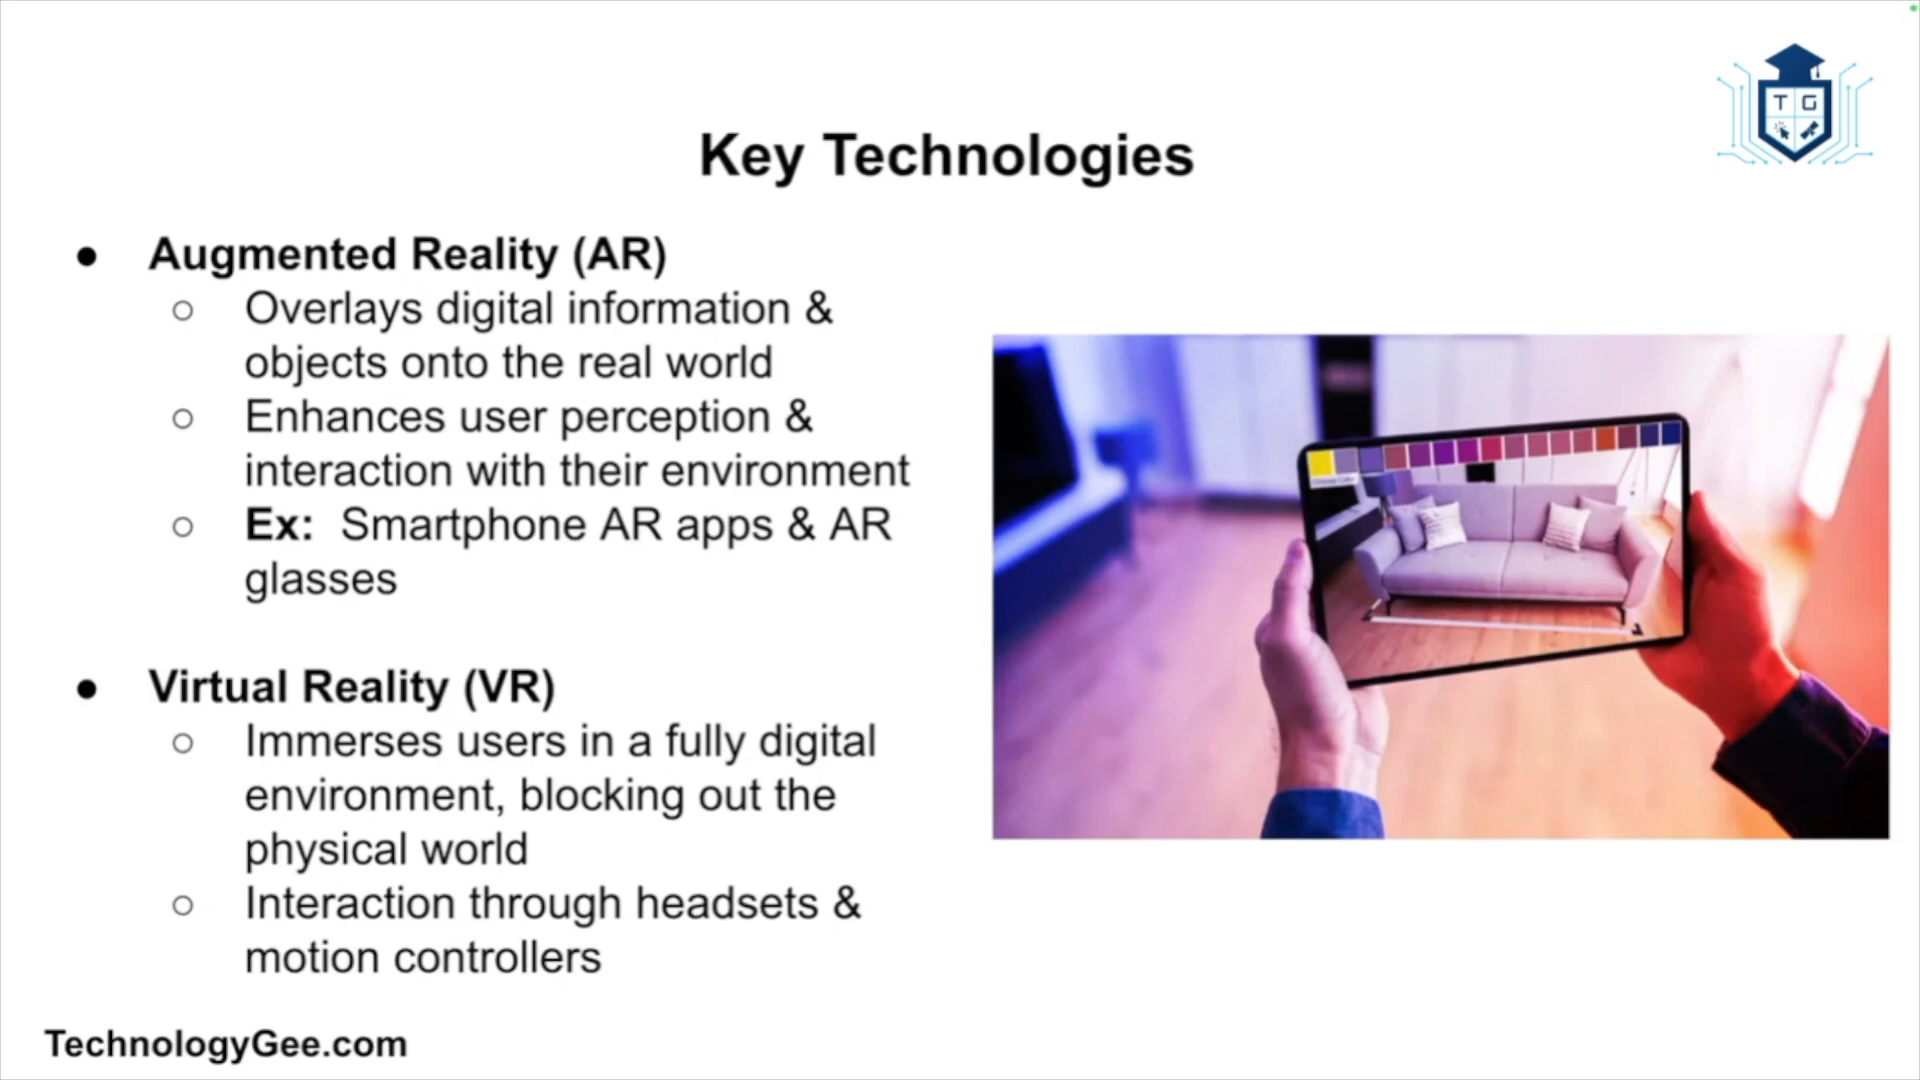 T G
Key Technologies
● Augmented Reality (AR)
○ Overlays digital information &
objects onto the real world
○ Enhances user perception &
interaction with their environment
○ Ex: Smartphone AR apps & AR
glasses
● Virtual Reality (VR)
○ Immerses users in a fully digital
environment, blocking out the
physical world
○ Interaction through headsets &
motion controllers
TechnologyGee.com